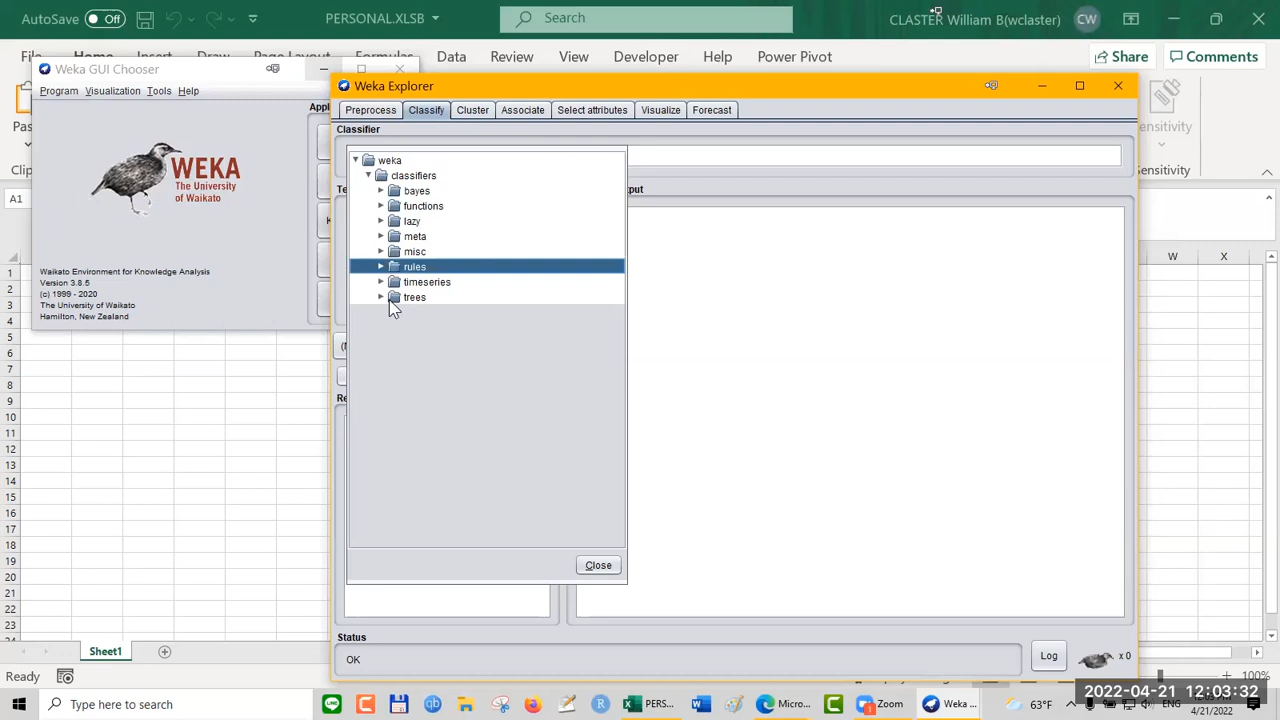 AutoSave Off PERSONAL.XLSB Search CLASTER William B(wclaster) CW
File Home Insert Draw Page Layout Formulas Data Review View Developer Help Power Pivot Share Comments
Weka GUI Chooser
Program Visualization Tools Help
WEKA
The University
of Waikato
Waikato Environment for Knowledge Analysis
Version 3.8.5
(c) 1999 - 2020
The University of Waikato
Hamilton, New Zealand
A1
Weka Explorer
Preprocess Classify Cluster Associate Select attributes Visualize Forecast
Classifier
weka
classifiers
bayes
functions
lazy
meta
misc
rules
timeseries
trees
Close
Status
OK
Log x 0
W X
1
2
3
4
5
6
7
8
9
10
11
12
13
14
15
16
17
18
19
20
21
22
23
Sheet1
Ready 100%
Type here to search PERS... Micro... Zoom Weka ... 63°F ENG
2022-04-21 12:03:32
4/21/2022